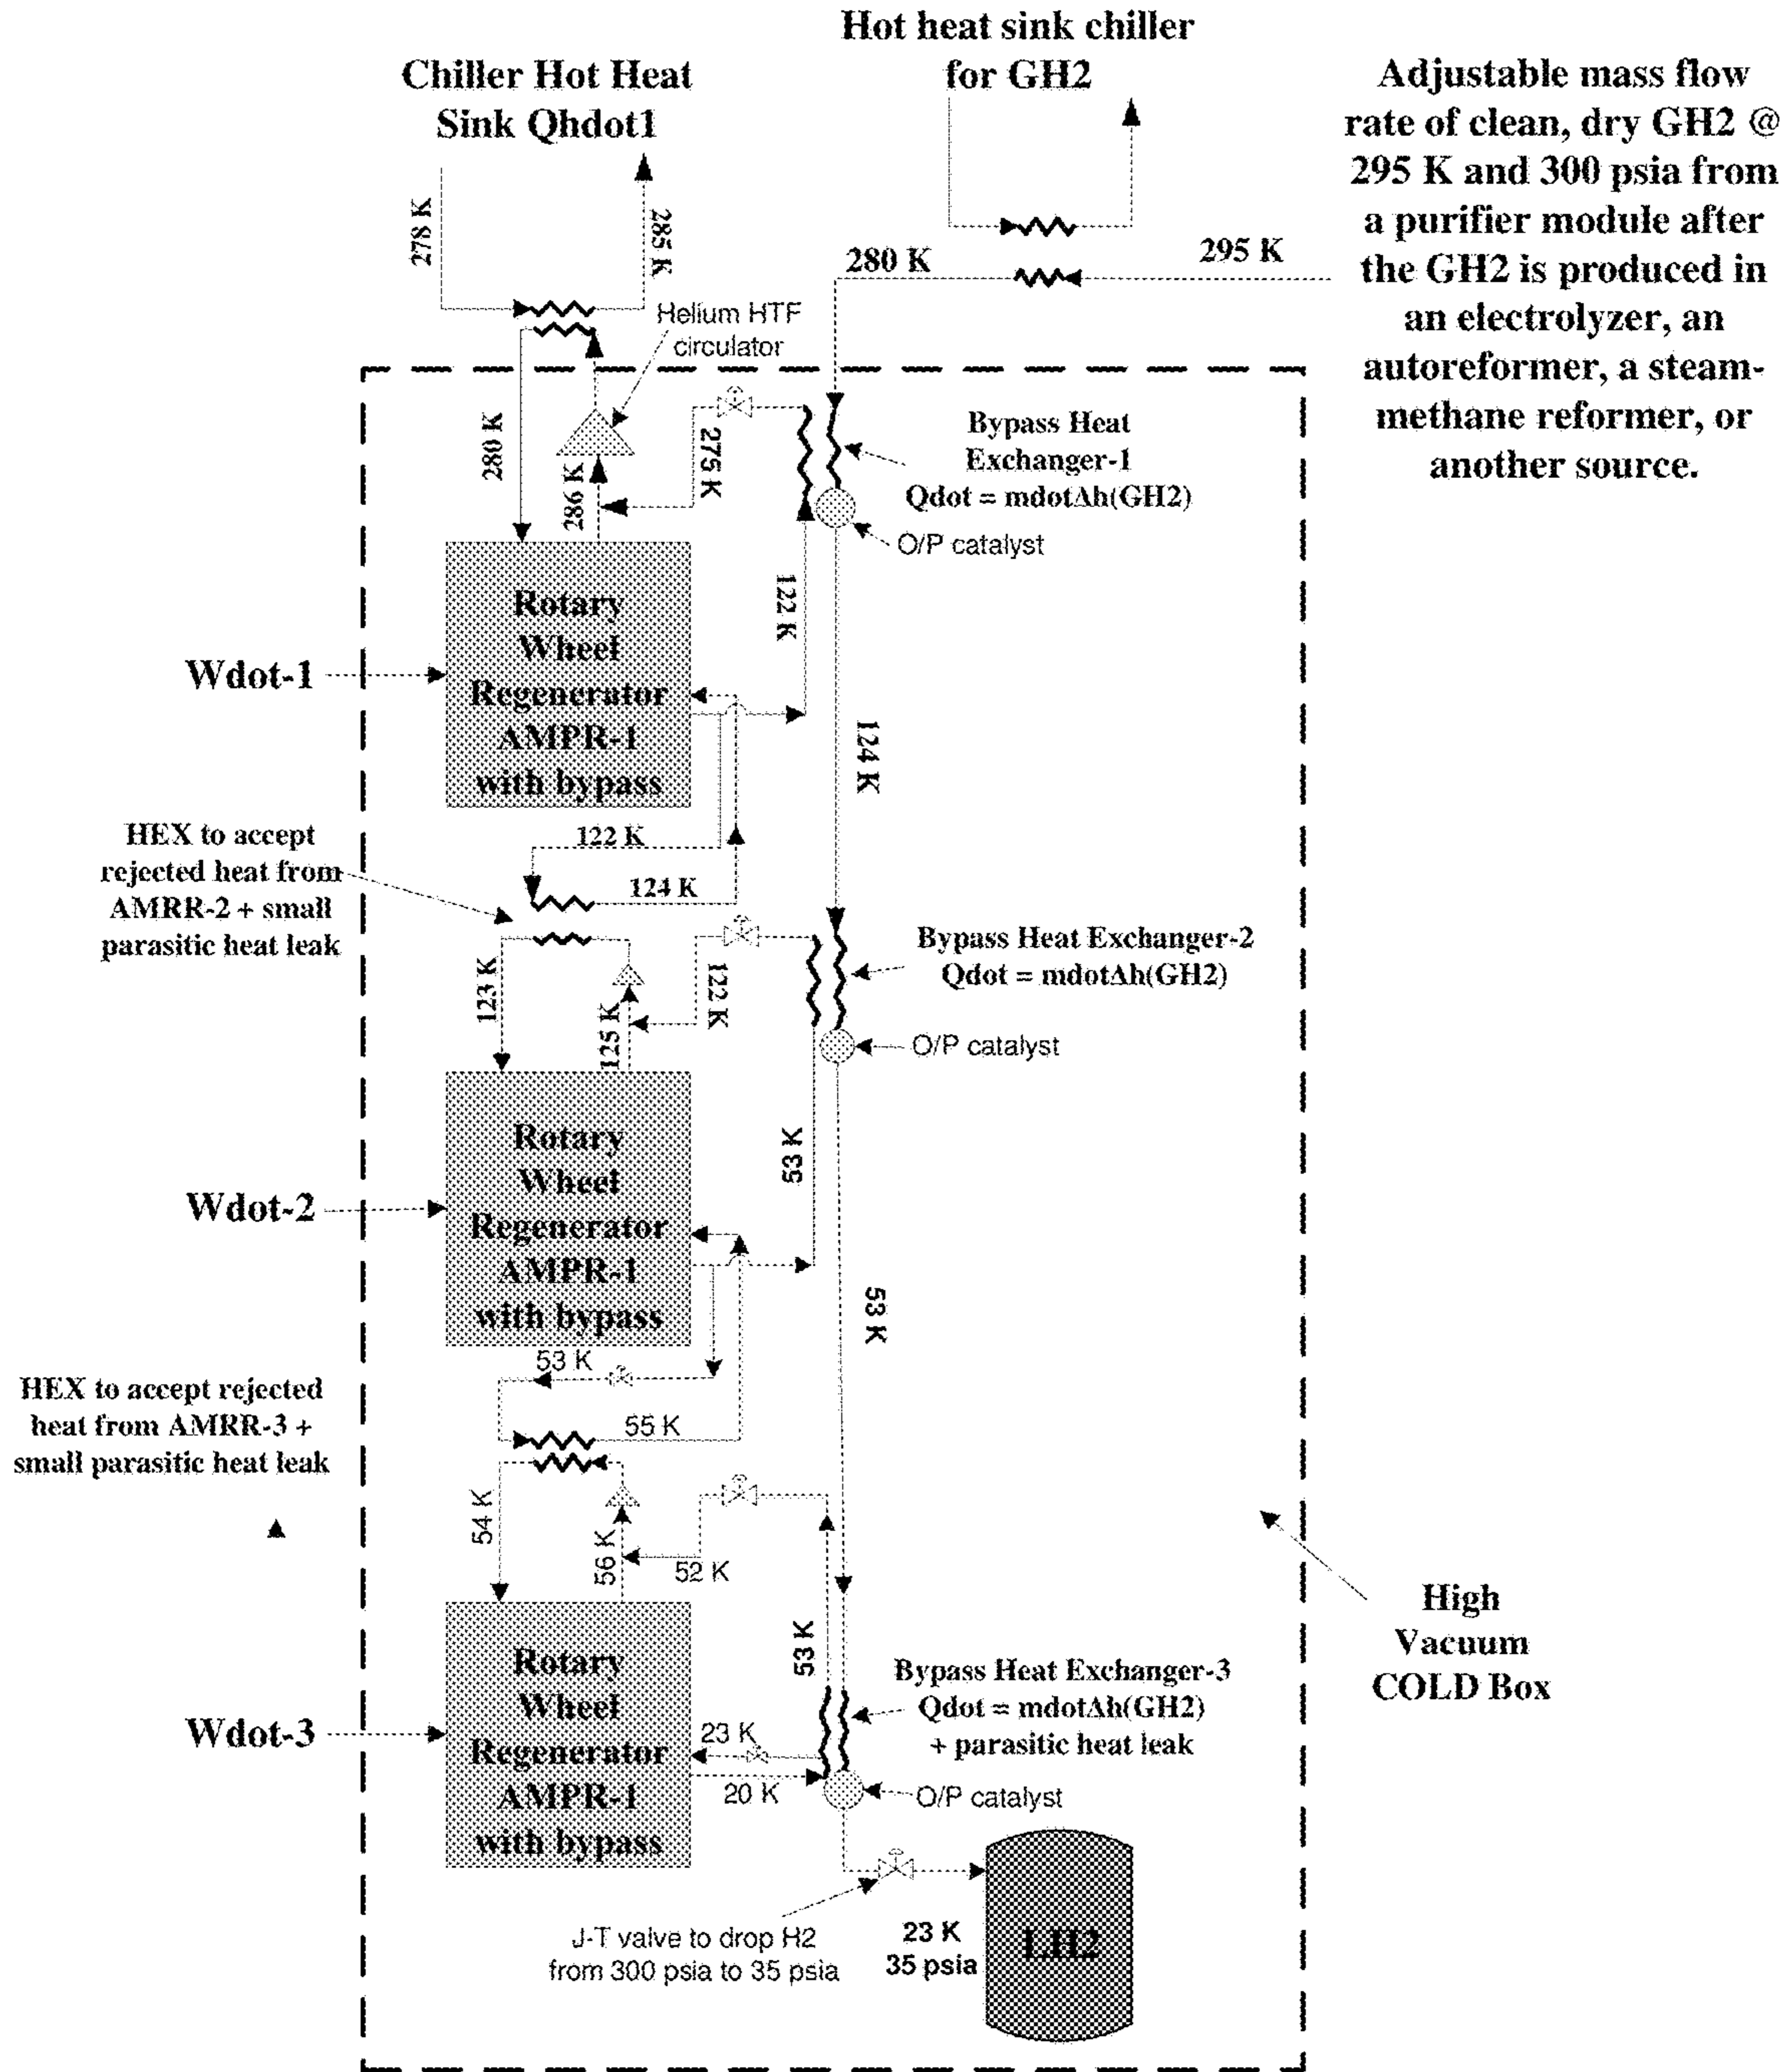 Hot heat sink chiller
for GH2
Chiller Hot Heat
Sink Qhdot1
Adjustable mass flow
rate of clean, dry GH2 @
295 K and 300 psia from
a purifier module after
the GH2 is produced in
an electrolyzer, an
autoreformer, a steam-
methane reformer, or
another source.
278 K
285 K
280 K
295 K
Helium HTF
circulator
280 K
286 K
275 K
Bypass Heat
Exchanger-1
Qdot = mdotΔh(GH2)
O/P catalyst
122 K
Rotary
Wheel
Regenerator
AMPR-1
with bypass
Wdot-1
124 K
HEX to accept
rejected heat from
AMRR-2 + small
parasitic heat leak
122 K
124 K
123 K
125 K
122 K
Bypass Heat Exchanger-2
Qdot = mdotΔh(GH2)
O/P catalyst
53 K
Rotary
Wheel
Regenerator
AMPR-1
with bypass
Wdot-2
53 K
53 K
HEX to accept rejected
heat from AMRR-3 +
small parasitic heat leak
55 K
54 K
56 K
52 K
53 K
High
Vacuum
COLD Box
Rotary
Wheel
Regenerator
AMPR-1
with bypass
Wdot-3
Bypass Heat Exchanger-3
Qdot = mdotΔh(GH2)
+ parasitic heat leak
23 K
20 K
O/P catalyst
J-T valve to drop H2
from 300 psia to 35 psia
23 K
35 psia
LH2